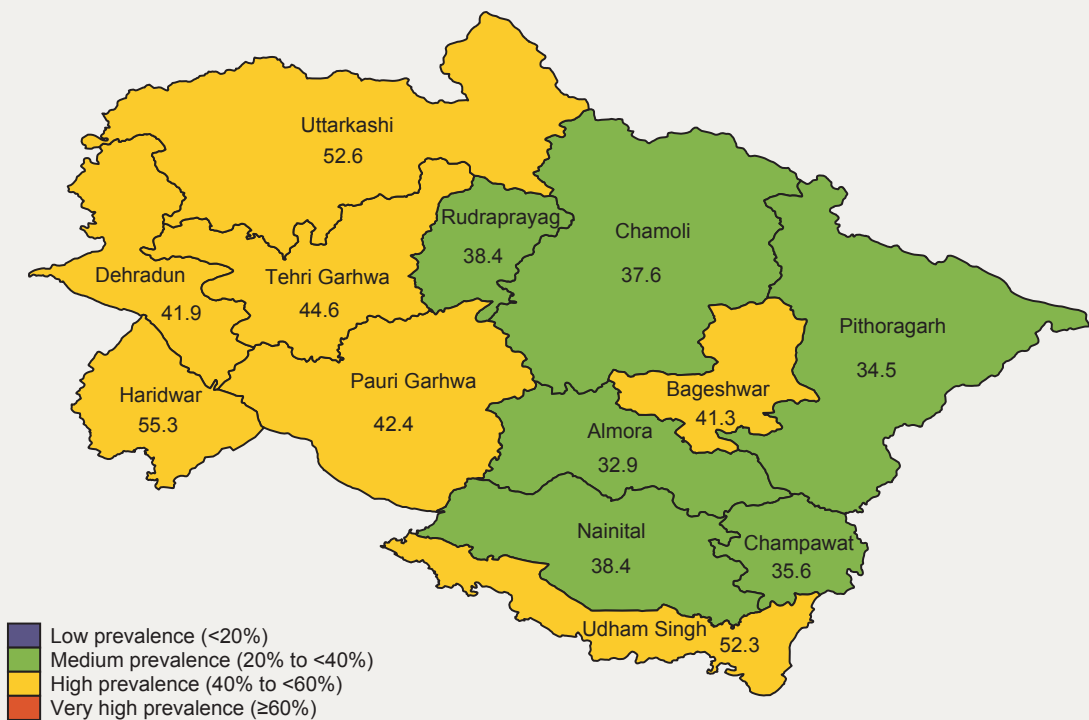 Uttarkashi
52.6
Rudraprayag
38.4
Chamoli
37.6
Dehradun
41.9
Tehri Garhwa
44.6
Pithoragarh
34.5
Haridwar
55.3
Pauri Garhwa
42.4
Bageshwar
41.3
Almora
32.9
Nainital
38.4
Champawat
35.6
Udham Singh
52.3
Low prevalence (<20%)
Medium prevalence (20% to <40%)
High prevalence (40% to <60%)
Very high prevalence (≥60%)